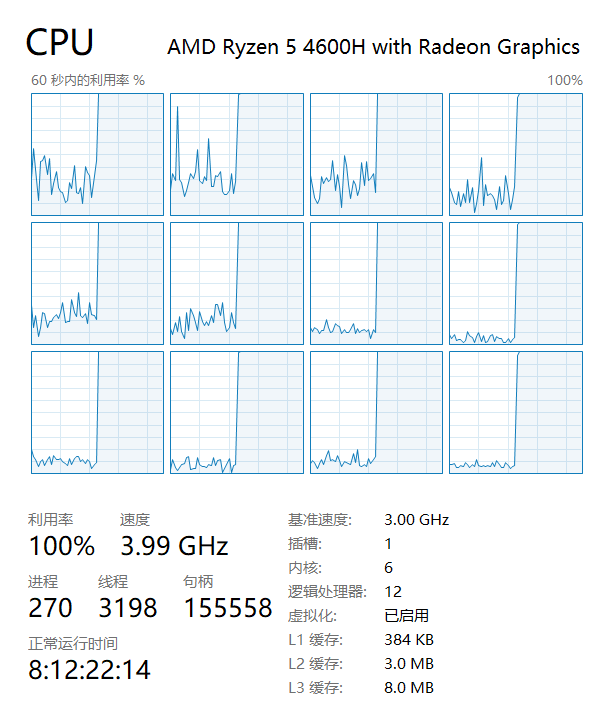 CPU
AMD Ryzen 5 4600H with Radeon Graphics
60 秒内的利用率 %
100%
利用率
速度
100%
3.99 GHz
进程
线程
句柄
270
3198
155558
正常运行时间
8:12:22:14
基准速度:
3.00 GHz
插槽:
1
内核:
6
逻辑处理器:
12
虚拟化:
已启用
L1 缓存:
384 KB
L2 缓存:
3.0 MB
L3 缓存:
8.0 MB